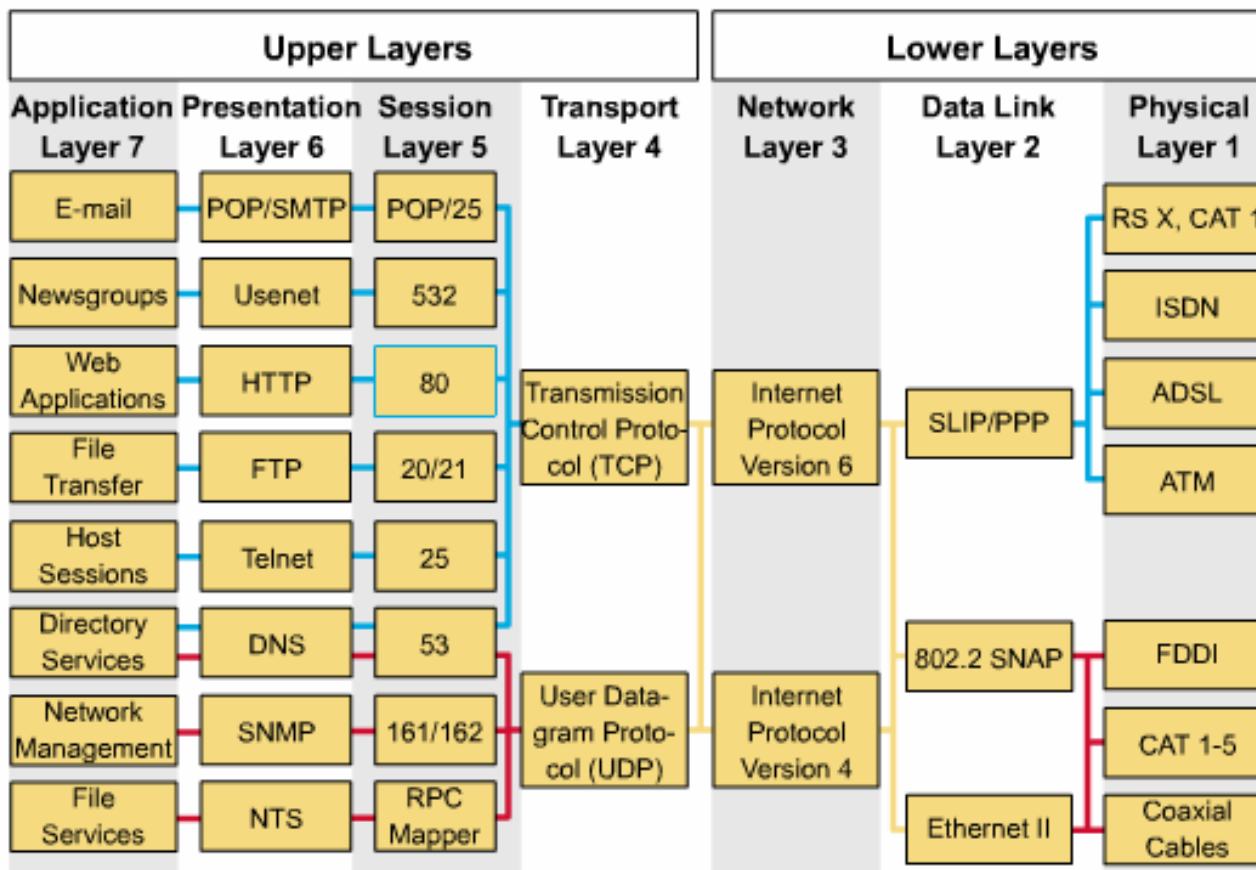 Upper Layers
Lower Layers
Application
Layer 7
Presentation
Layer 6
Session
Layer 5
Transport
Layer 4
Network
Layer 3
Data Link
Layer 2
Physical
Layer 1
E-mail
POP/SMTP
POP/25
Newsgroups
Usenet
532
Web
Applications
HTTP
80
File
Transfer
FTP
20/21
Host
Sessions
Telnet
25
Directory
Services
DNS
53
Network
Management
SNMP
161/162
File
Services
NTS
RPC
Mapper
Transmission
Control Proto-
col (TCP)
User Data-
gram Proto-
col (UDP)
Internet
Protocol
Version 6
Internet
Protocol
Version 4
SLIP/PPP
802.2 SNAP
Ethernet II
RS X, CAT 1
ISDN
ADSL
ATM
FDDI
CAT 1-5
Coaxial
Cables